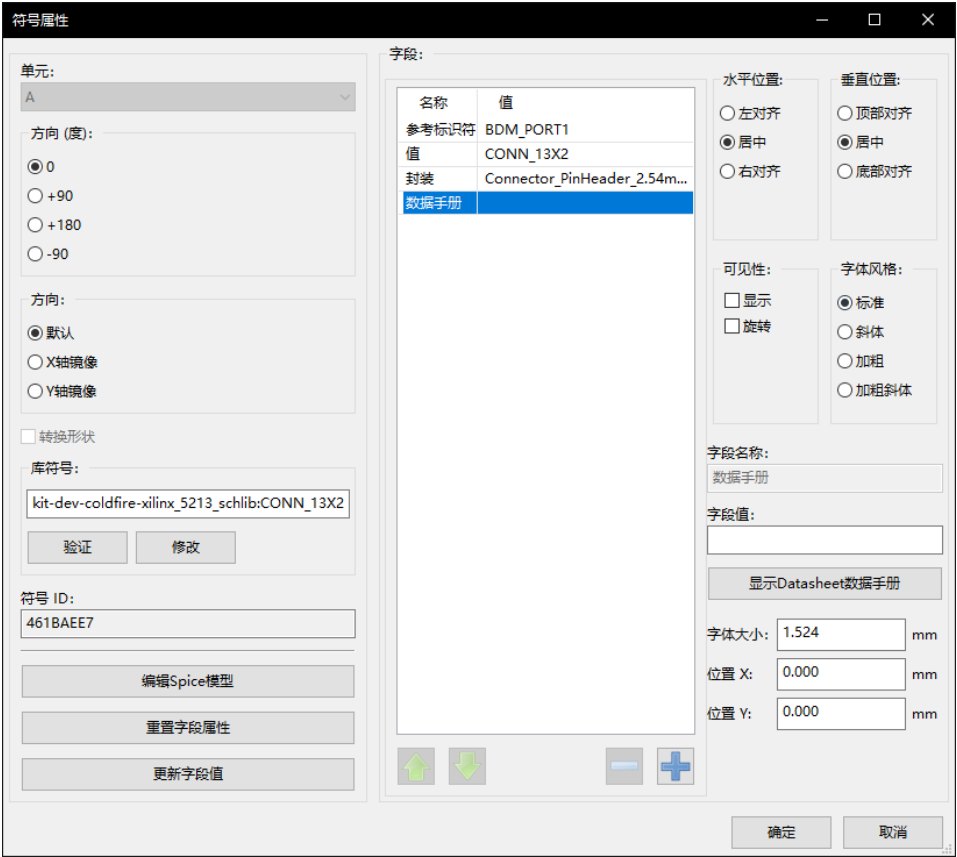 符号属性
单元:
A
方向 (度):
0
+90
+180
-90
方向:
默认
X轴镜像
Y轴镜像
转换形状
库符号:
kit-dev-coldfire-xilinx_5213_schlib:CONN_13X2
验证 修改
符号 ID:
461BAEE7
编辑Spice模型
重置字段属性
更新字段值
字段:
名称 值
参考标识符 BDM_PORT1
值 CONN_13X2
封装 Connector_PinHeader_2.54m...
数据手册
水平位置:
左对齐
居中
右对齐
垂直位置:
顶部对齐
居中
底部对齐
可见性:
显示
旋转
字体风格:
标准
斜体
加粗
加粗斜体
字段名称:
数据手册
字段值:
显示Datasheet数据手册
字体大小: 1.524 mm
位置 X: 0.000 mm
位置 Y: 0.000 mm
确定 取消